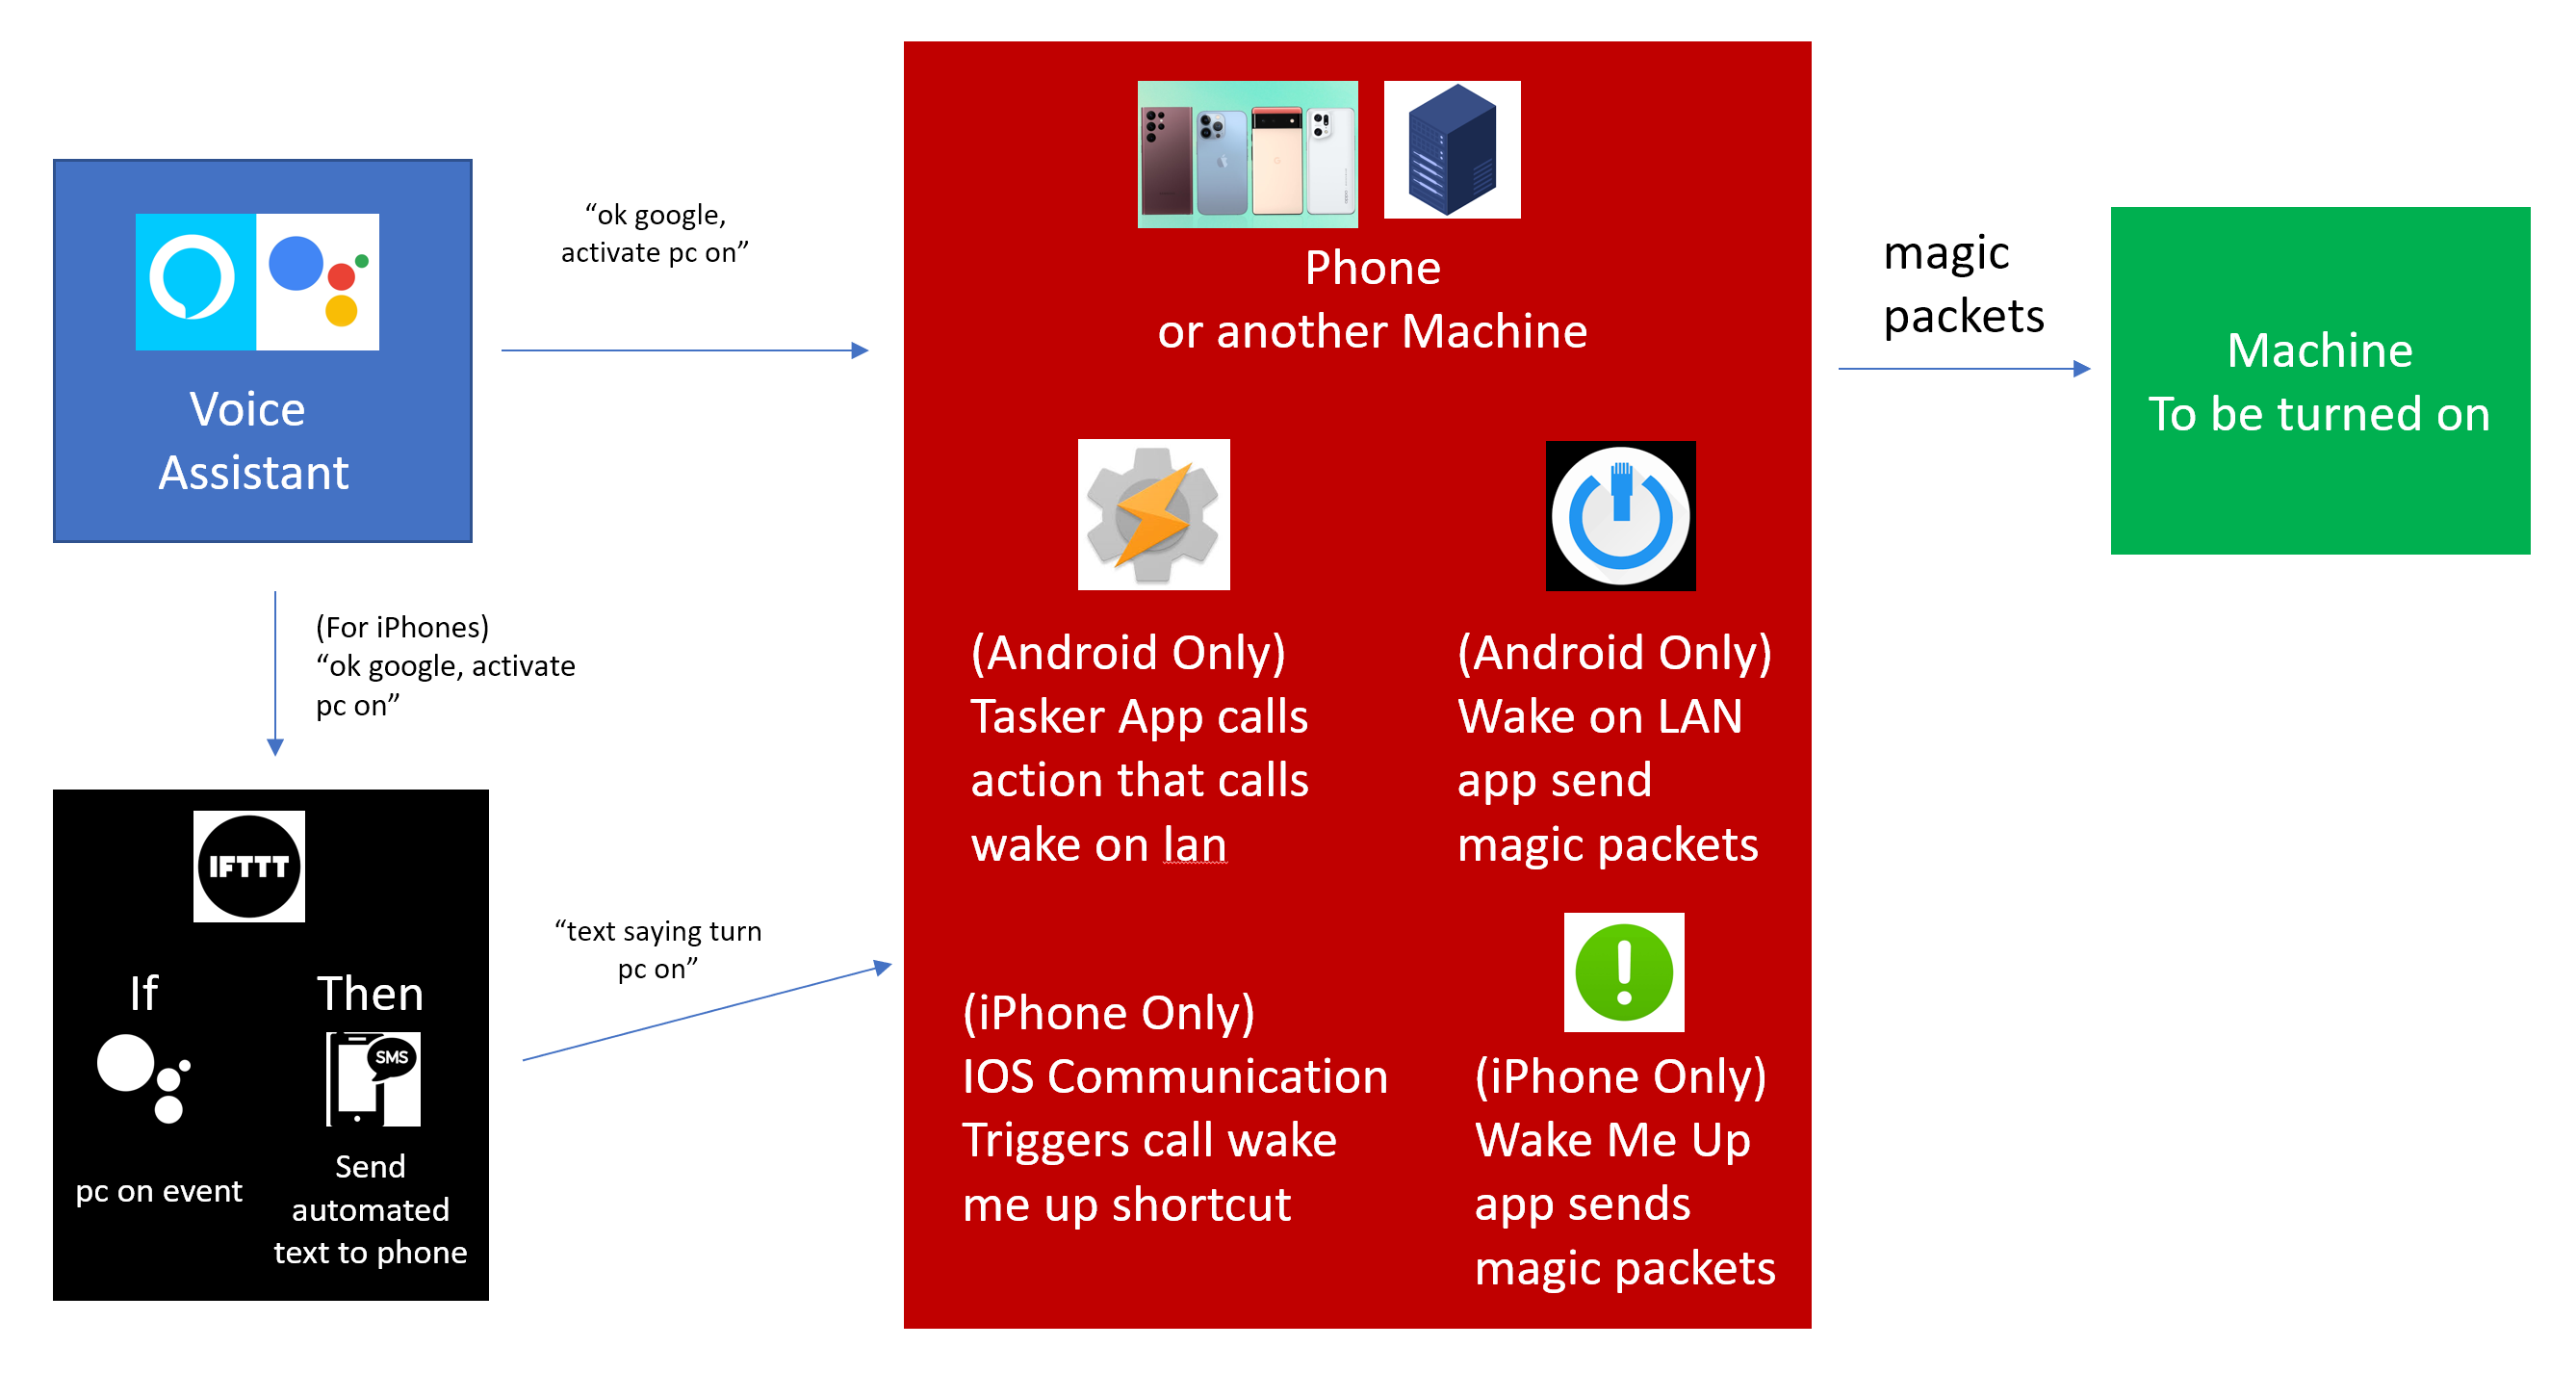 Voice
Assistant
“ok google,
activate pc on”
(For iPhones)
“ok google, activate
pc on”
IFTTT
If
Then
SMS
pc on event
Send
automated
text to phone
“text saying turn
pc on”
Phone
or another Machine
(Android Only)
Tasker App calls
action that calls
wake on lan
(Android Only)
Wake on LAN
app send
magic packets
(iPhone Only)
IOS Communication
Triggers call wake
me up shortcut
(iPhone Only)
Wake Me Up
app sends
magic packets
magic
packets
Machine
To be turned on